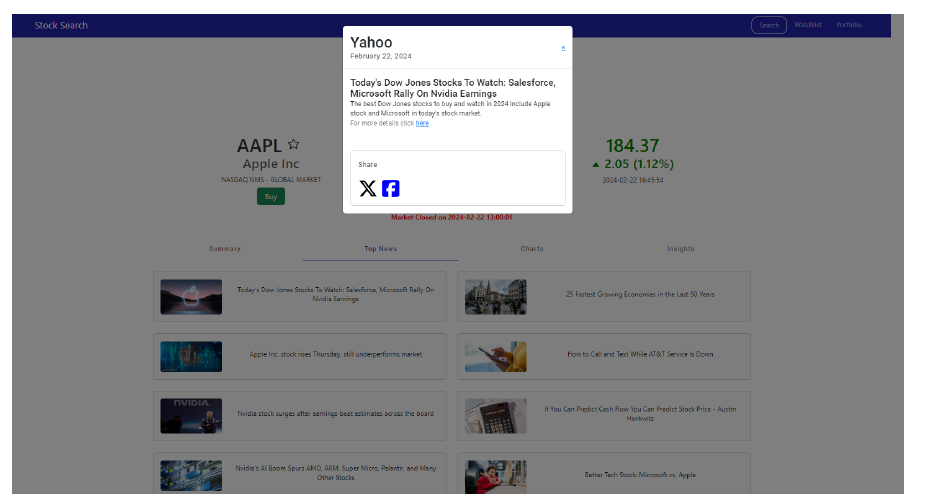 Stock Search
Search
Watchlist
Portfolio
Yahoo
February 22, 2024
×
Today's Dow Jones Stocks To Watch: Salesforce,
Microsoft Rally On Nvidia Earnings
The best Dow Jones stocks to buy and watch in 2024 include Apple
stock and Microsoft in today's stock market.
For more details click here
Share
AAPL
Apple Inc
NASDAQ NMS - GLOBAL MARKET
Buy
184.37
▲ 2.05 (1.12%)
2024-02-22 16:45:54
Market Closed on 2024-02-22 13:00:01
Summary
Top News
Charts
Insights
Today's Dow Jones Stocks To Watch: Salesforce, Microsoft Rally On
Nvidia Earnings
25 Fastest Growing Economies in the Last 50 Years
Apple Inc. stock rises Thursday, still underperforms market
How to Call and Text While AT&T Service Is Down
NVIDIA.
Nvidia stock surges after earnings beat estimates across the board
If You Can Predict Cash Flow You Can Predict Stock Price - Austin
Hankwitz
Nvidia's AI Boom Spurs AMD, ARM, Super Micro, Palantir, and Many
Other Stocks
Better Tech Stock: Microsoft vs. Apple